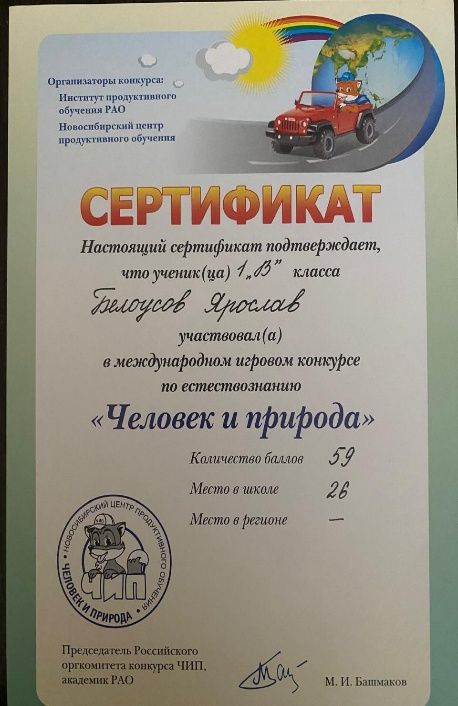 Организаторы конкурса:
Институт продуктивного
обучения РАО
Новосибирский центр
продуктивного обучения
СЕРТИФИКАТ
Настоящий сертификат подтверждает,
что ученик(ца) 1 „В” класса
Белоусов Ярослав
участвовал(а)
в международном игровом конкурсе
по естествознанию
«Человек и природа»
Количество баллов 59
Место в школе 26
Место в регионе —
• НОВОСИБИРСКИЙ ЦЕНТР ПРОДУКТИВНОГО ОБУЧЕНИЯ •
ЧИП
ЧЕЛОВЕК И ПРИРОДА
Председатель Российского
оргкомитета конкурса ЧИП,
академик РАО
М. И. Башмаков